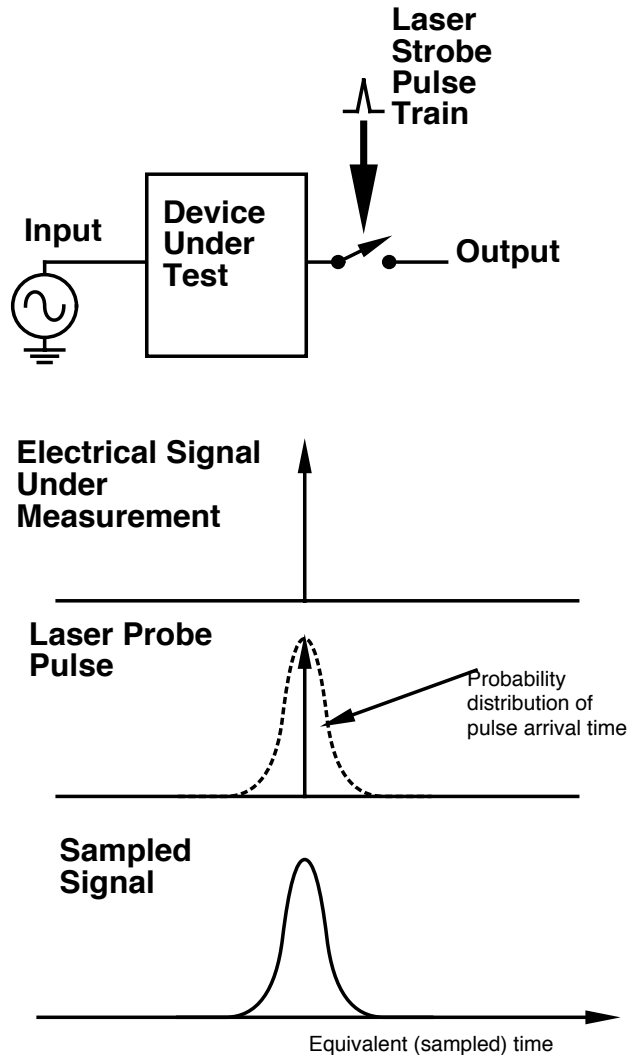 Laser
Strobe
Pulse
Train
Input
Device
Under
Test
Output
Electrical Signal
Under
Measurement
Laser Probe
Pulse
Probability
distribution of
pulse arrival time
Sampled
Signal
Equivalent (sampled) time